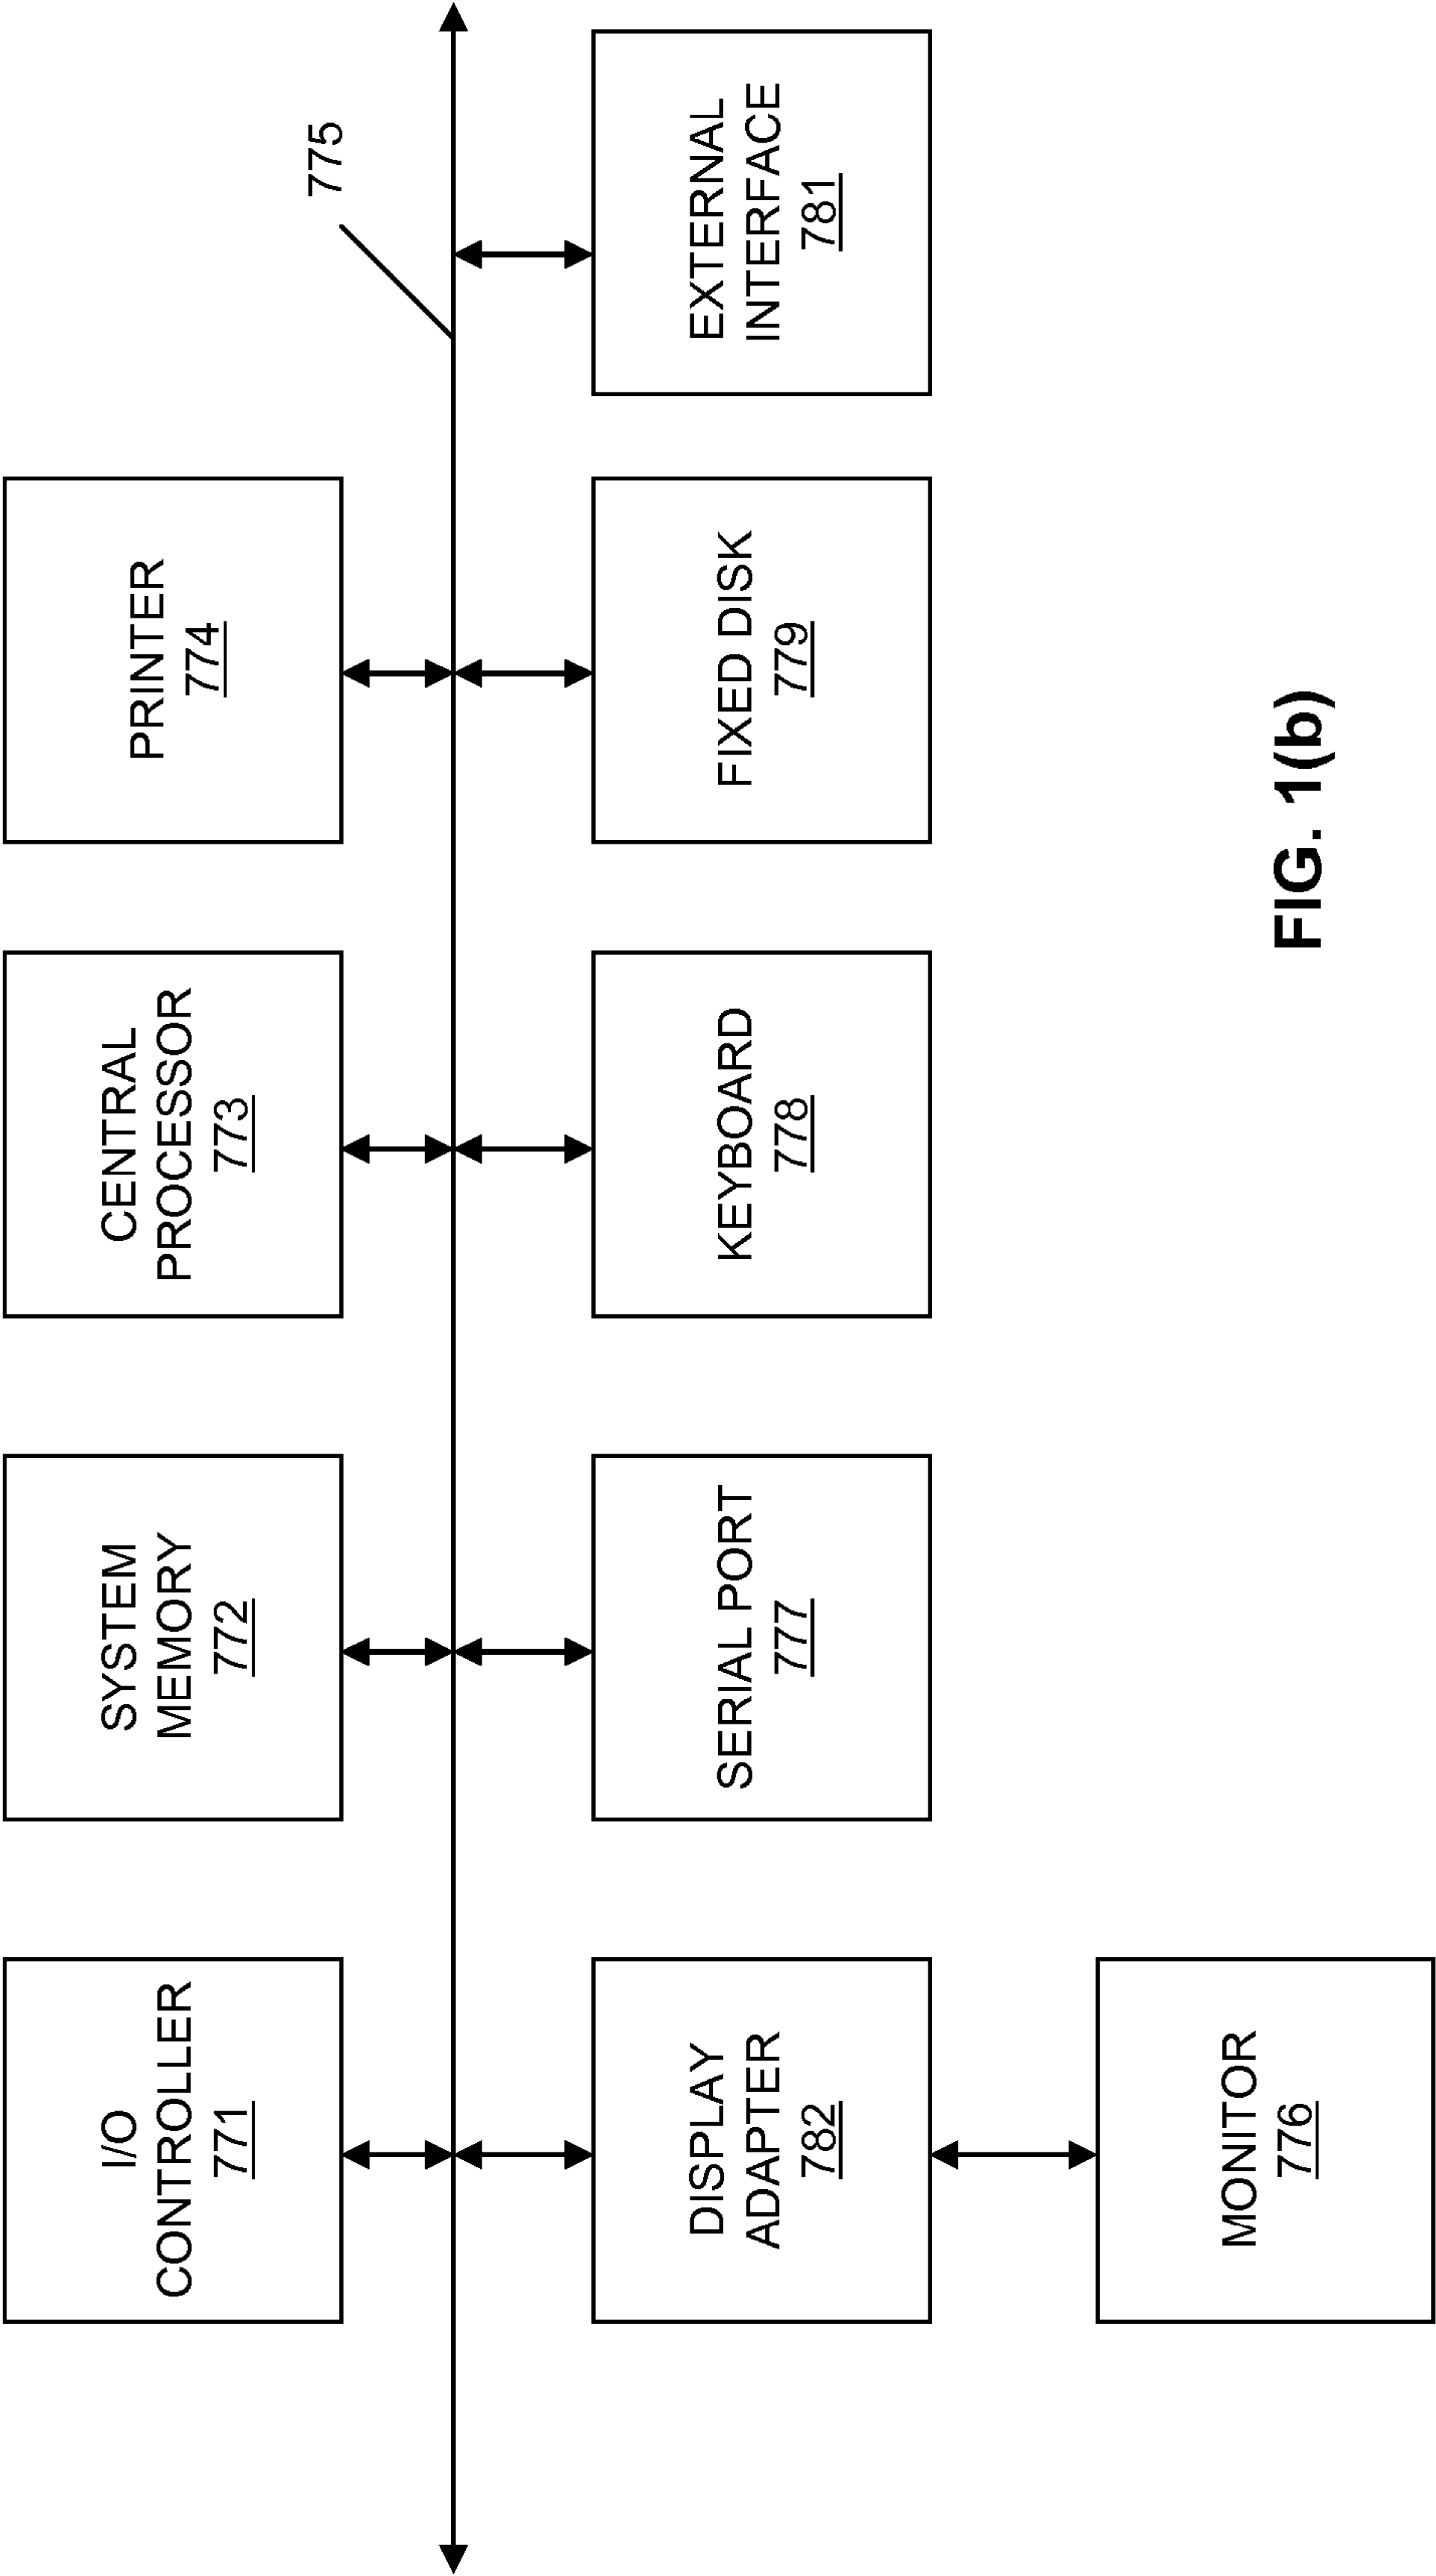 775
I/O
CONTROLLER
771
SYSTEM
MEMORY
772
CENTRAL
PROCESSOR
773
PRINTER
774
DISPLAY
ADAPTER
782
SERIAL PORT
777
KEYBOARD
778
FIXED DISK
779
EXTERNAL
INTERFACE
781
MONITOR
776
FIG. 1(b)